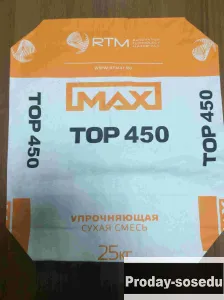 RTM
MAX
TOP 450
TOP 450
TOP 450
УПРОЧНЯЮЩАЯ
СУХАЯ СМЕСЬ
25КГ
Proday-sosedu